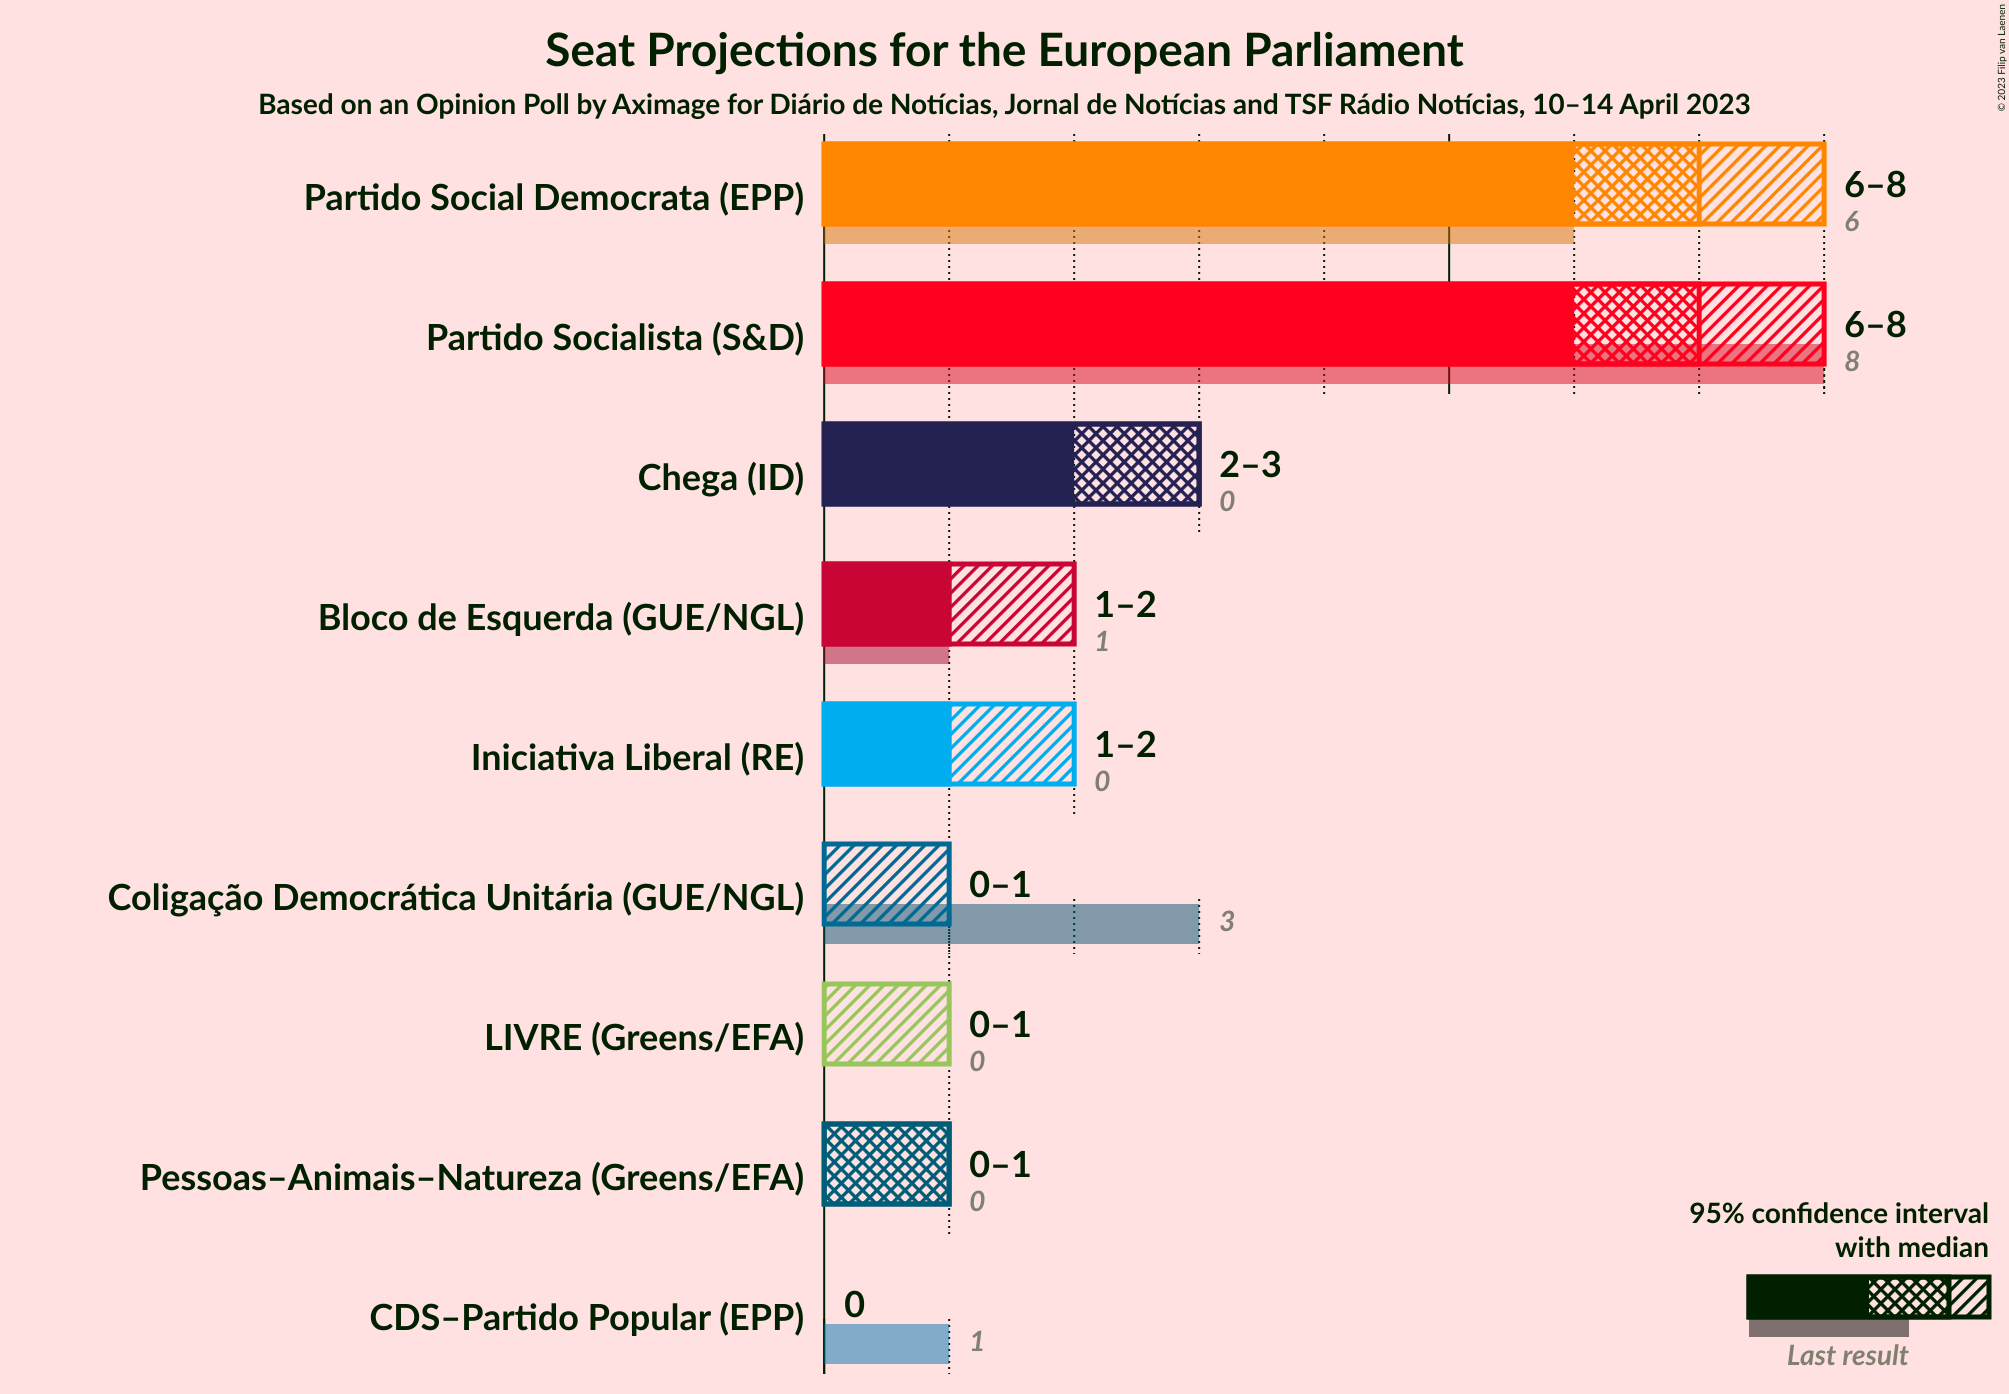 Seat Projections for the European Parliament
Based on an Opinion Poll by Aximage for Diário de Notícias, Jornal de Notícias and TSF Rádio Notícias, 10–14 April 2023
© 2023 Filip van Laenen
Partido Social Democrata (EPP)
6–8
6
Partido Socialista (S&D)
6–8
8
Chega (ID)
2–3
0
Bloco de Esquerda (GUE/NGL)
1–2
1
Iniciativa Liberal (RE)
1–2
0
Coligação Democrática Unitária (GUE/NGL)
0–1
3
LIVRE (Greens/EFA)
0–1
0
Pessoas–Animais–Natureza (Greens/EFA)
0–1
0
CDS–Partido Popular (EPP)
0
1
95% confidence interval
with median
Last result